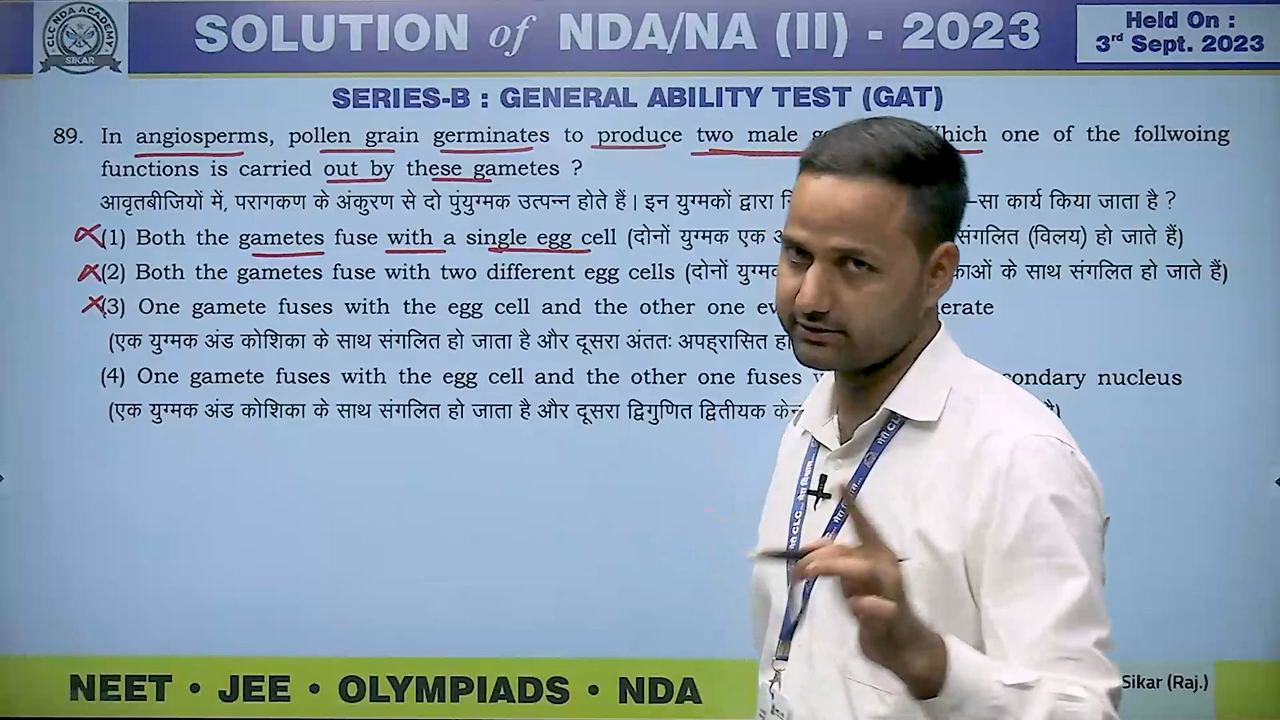 CLC NDA ACADEMY
SIKAR
SOLUTION of NDA/NA (II) - 2023
Held On :
3rd Sept. 2023
SERIES-B : GENERAL ABILITY TEST (GAT)
89. In angiosperms, pollen grain germinates to produce two male Which one of the follwoing
functions is carried out by these gametes ?
आवृतबीजियों में, परागकण के अंकुरण से दो पुंयुग्मक उत्पन्न होते हैं। इन युग्मकों द्वारा –सा कार्य किया जाता है ?
(1) Both the gametes fuse with a single egg cell (दोनों युग्मक एक संगलित (विलय) हो जाते हैं)
(2) Both the gametes fuse with two different egg cells (दोनों के साथ संगलित हो जाते हैं)
(3) One gamete fuses with the egg cell and the other one
(एक युग्मक अंड कोशिका के साथ संगलित हो जाता है और दूसरा अंततः अपह्रासित
(4) One gamete fuses with the egg cell and the other one fuses nucleus
(एक युग्मक अंड कोशिका के साथ संगलित हो जाता है और दूसरा द्विगुणित द्वितीयक
CLC
NEET • JEE • OLYMPIADS • NDA
Sikar (Raj.)